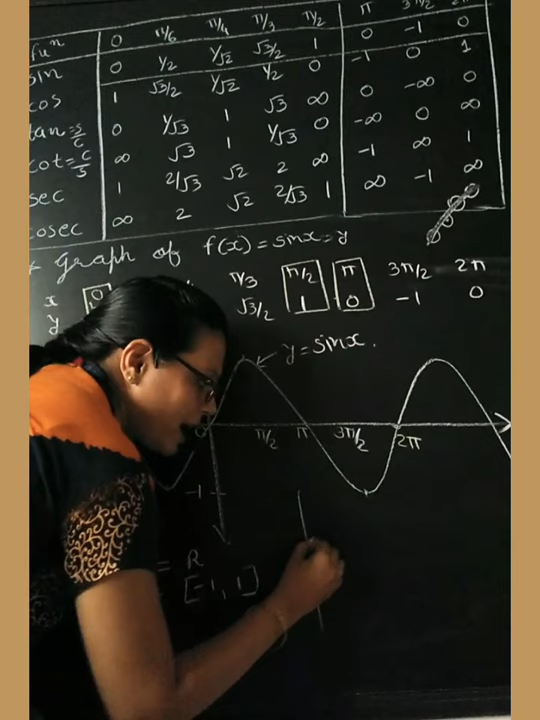 fun 0 π/6 π/4 π/3 π/2 π 3π/2 2π
sin 0 1/2 1/√2 √3/2 1 0 -1 0
cos 1 √3/2 1/√2 1/2 0 -1 0 1
tan=s/c 0 1/√3 1 √3 ∞ 0 -∞ 0
cot=c/s ∞ √3 1 1/√3 0 -∞ 0 ∞
sec 1 2/√3 √2 2 ∞ -1 ∞ 1
cosec ∞ 2 √2 2/√3 1 ∞ -1 ∞
Graph of f(x) = sinx = y
x 0 π/3 π/2 π 3π/2 2π
y √3/2 1 0 -1 0
y = sinx.
π/2 π 3π/2 2π
-1
= R
[-1, 1]